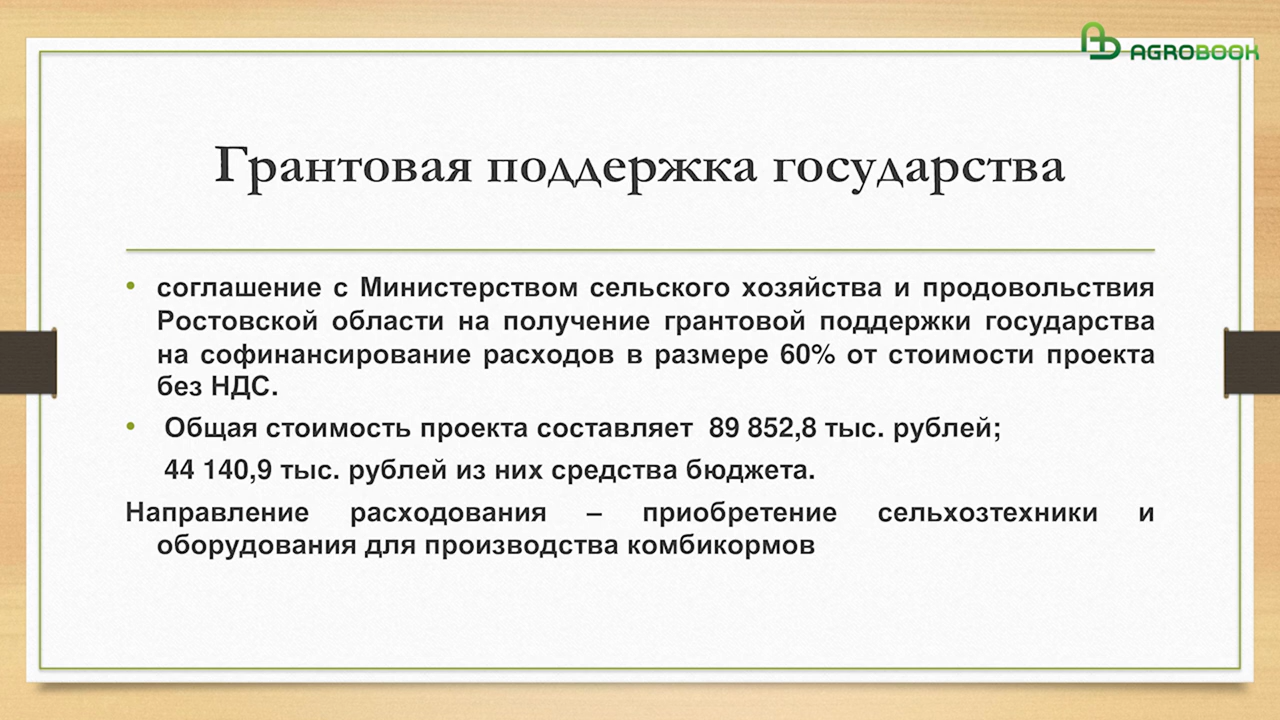 AGROBOOK
Грантовая поддержка государства
• соглашение с Министерством сельского хозяйства и продовольствия
Ростовской области на получение грантовой поддержки государства
на софинансирование расходов в размере 60% от стоимости проекта
без НДС.
• Общая стоимость проекта составляет 89 852,8 тыс. рублей;
44 140,9 тыс. рублей из них средства бюджета.
Направление расходования – приобретение сельхозтехники и
оборудования для производства комбикормов